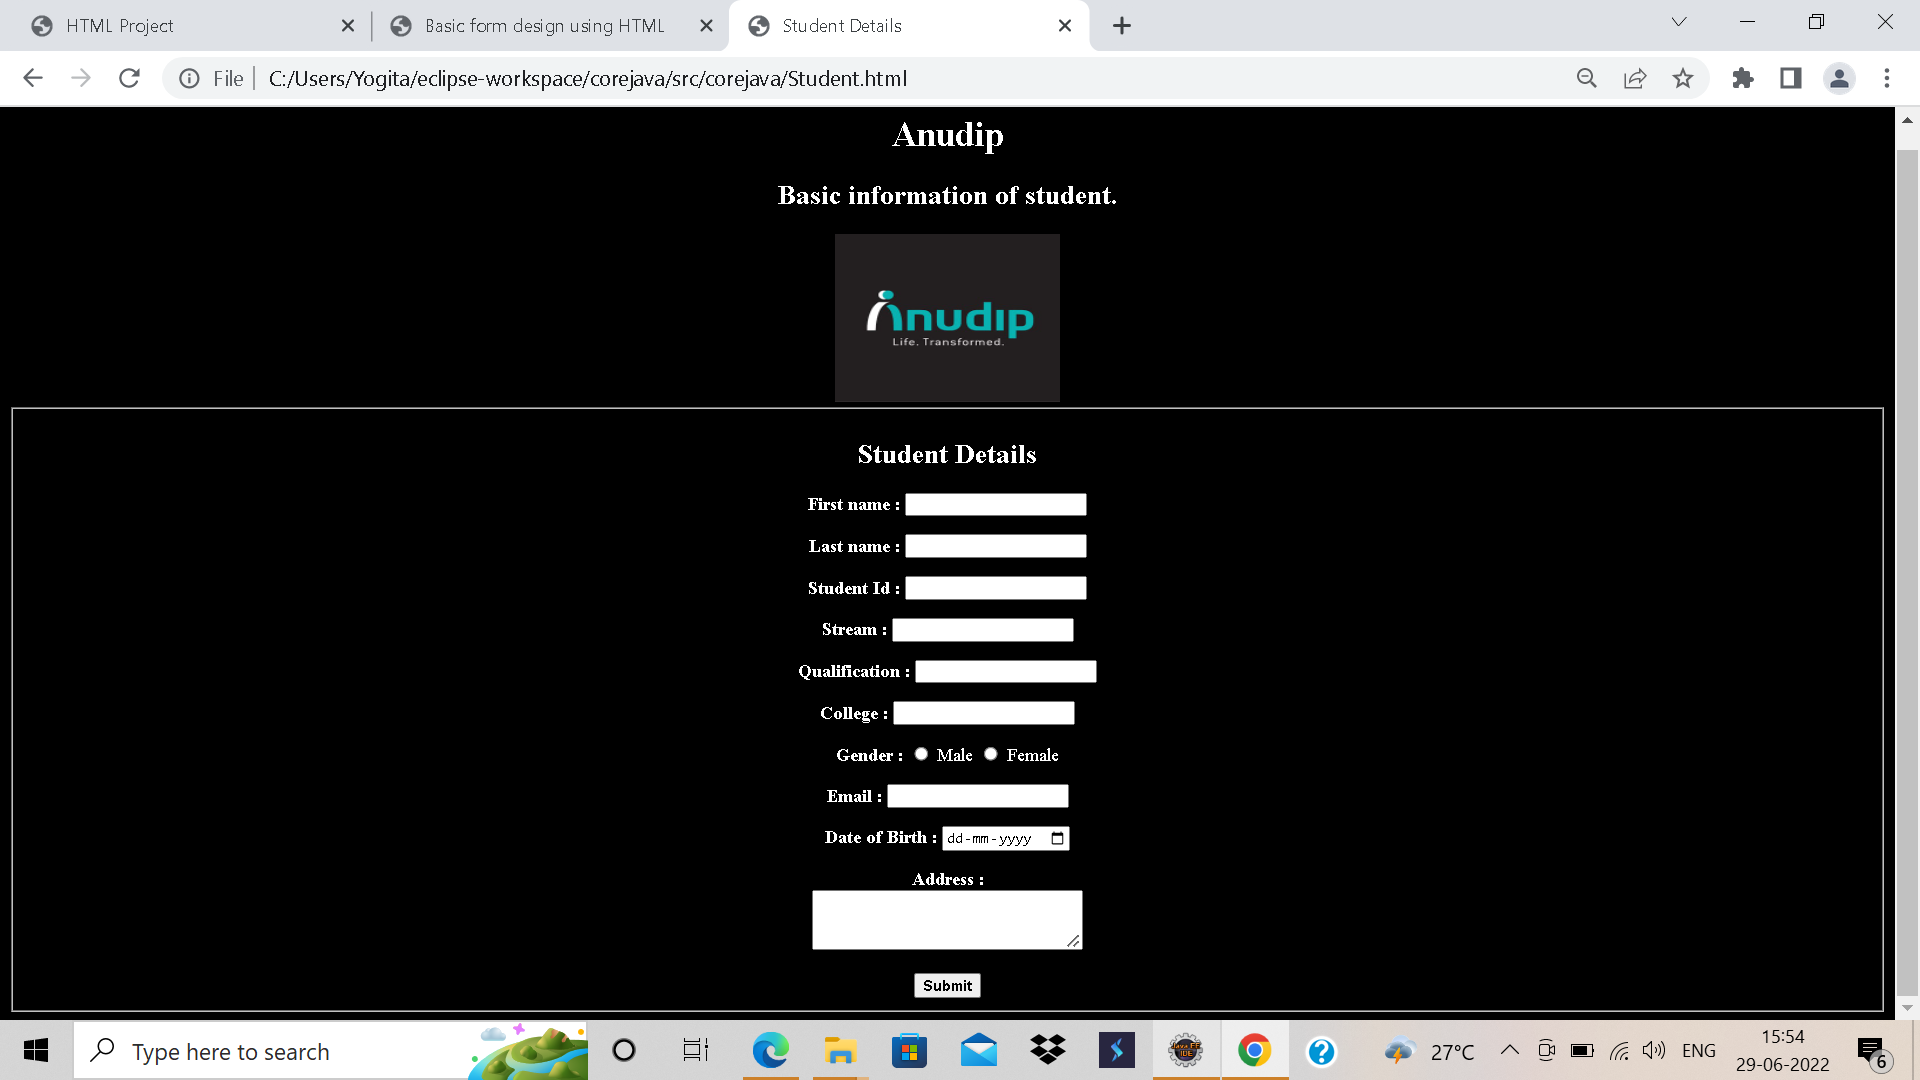 HTML Project
Basic form design using HTML
Student Details
File
C:/Users/Yogita/eclipse-workspace/corejava/src/corejava/Student.html
Anudip
Basic information of student.
Anudip
Life. Transformed.
Student Details
First name :
Last name :
Student Id :
Stream :
Qualification :
College :
Gender : Male Female
Email :
Date of Birth : dd-mm-yyyy
Address :
Submit
Type here to search
Java EE
IDE
27°C
ENG
15:54
29-06-2022
6